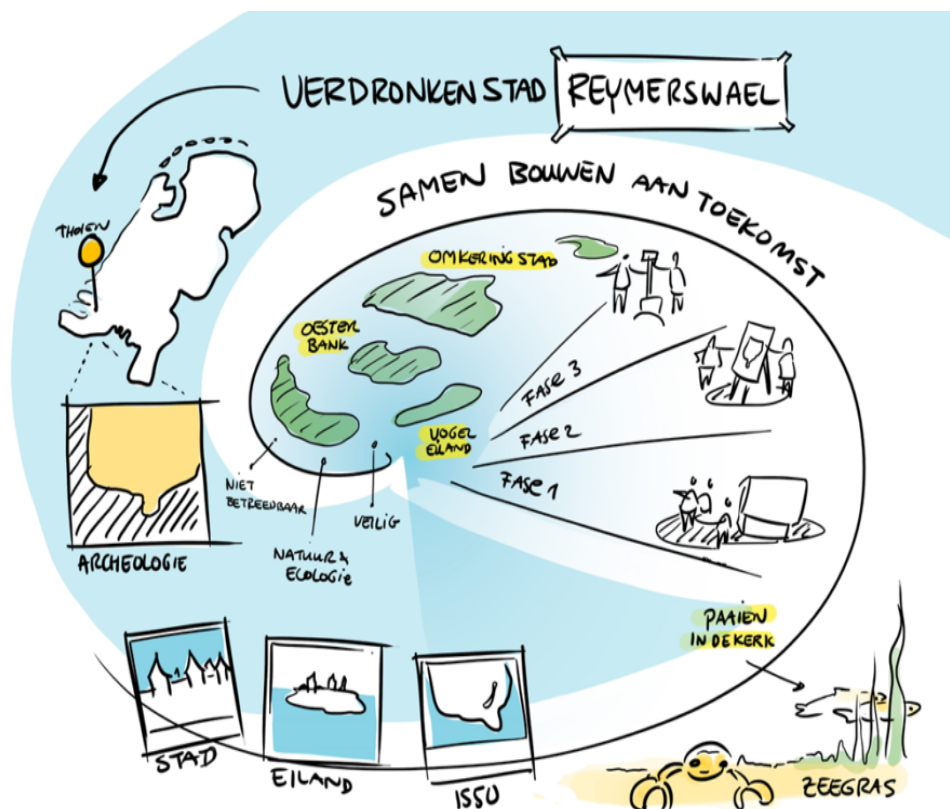 VERDRONKEN STAD REYMERSWAEL
SAMEN BOUWEN AAN TOEKOMST
THOLEN
OMKERING STAD
OESTER
BANK
VOGEL
EILAND
FASE 3
FASE 2
FASE 1
NIET
BETREEDBAAR
NATUUR &
ECOLOGIE
VEILIG
ARCHEOLOGIE
PAAIEN
IN DE KERK
STAD
EILAND
1550
ZEEGRAS